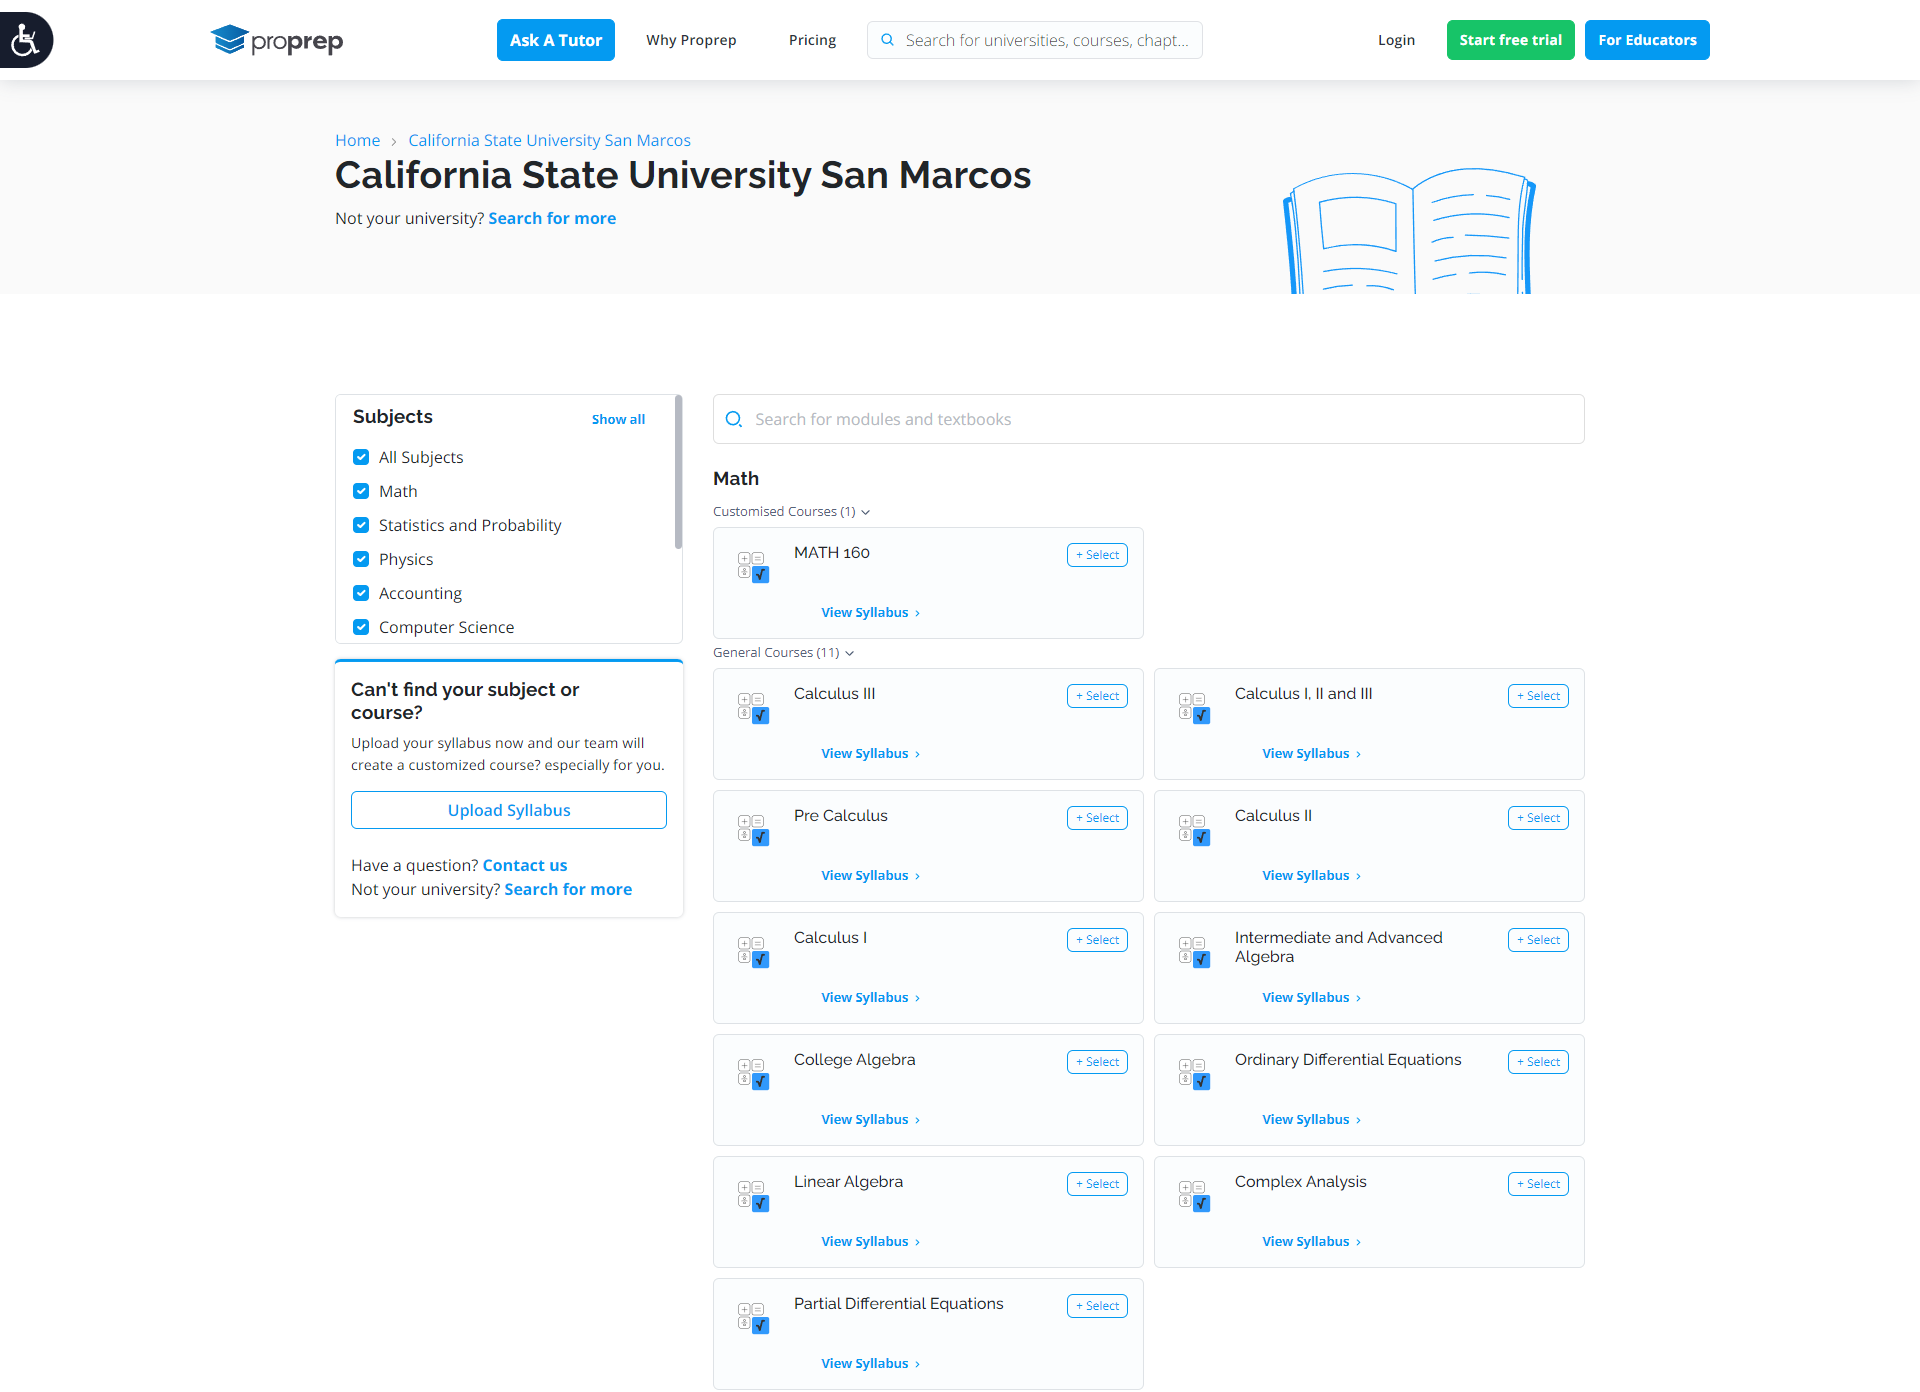 proprep
Ask A Tutor
Why Proprep
Pricing
Search for universities, courses, chapt...
Login
Start free trial
For Educators
Home > California State University San Marcos
California State University San Marcos
Not your university? Search for more
Subjects
Show all
All Subjects
Math
Statistics and Probability
Physics
Accounting
Computer Science
Can't find your subject or
course?
Upload your syllabus now and our team will
create a customized course? especially for you.
Upload Syllabus
Have a question? Contact us
Not your university? Search for more
Search for modules and textbooks
Math
Customised Courses (1)
MATH 160
+ Select
View Syllabus >
General Courses (11)
Calculus III
+ Select
View Syllabus >
Calculus I, II and III
+ Select
View Syllabus >
Pre Calculus
+ Select
View Syllabus >
Calculus II
+ Select
View Syllabus >
Calculus I
+ Select
View Syllabus >
Intermediate and Advanced
Algebra
+ Select
View Syllabus >
College Algebra
+ Select
View Syllabus >
Ordinary Differential Equations
+ Select
View Syllabus >
Linear Algebra
+ Select
View Syllabus >
Complex Analysis
+ Select
View Syllabus >
Partial Differential Equations
+ Select
View Syllabus >